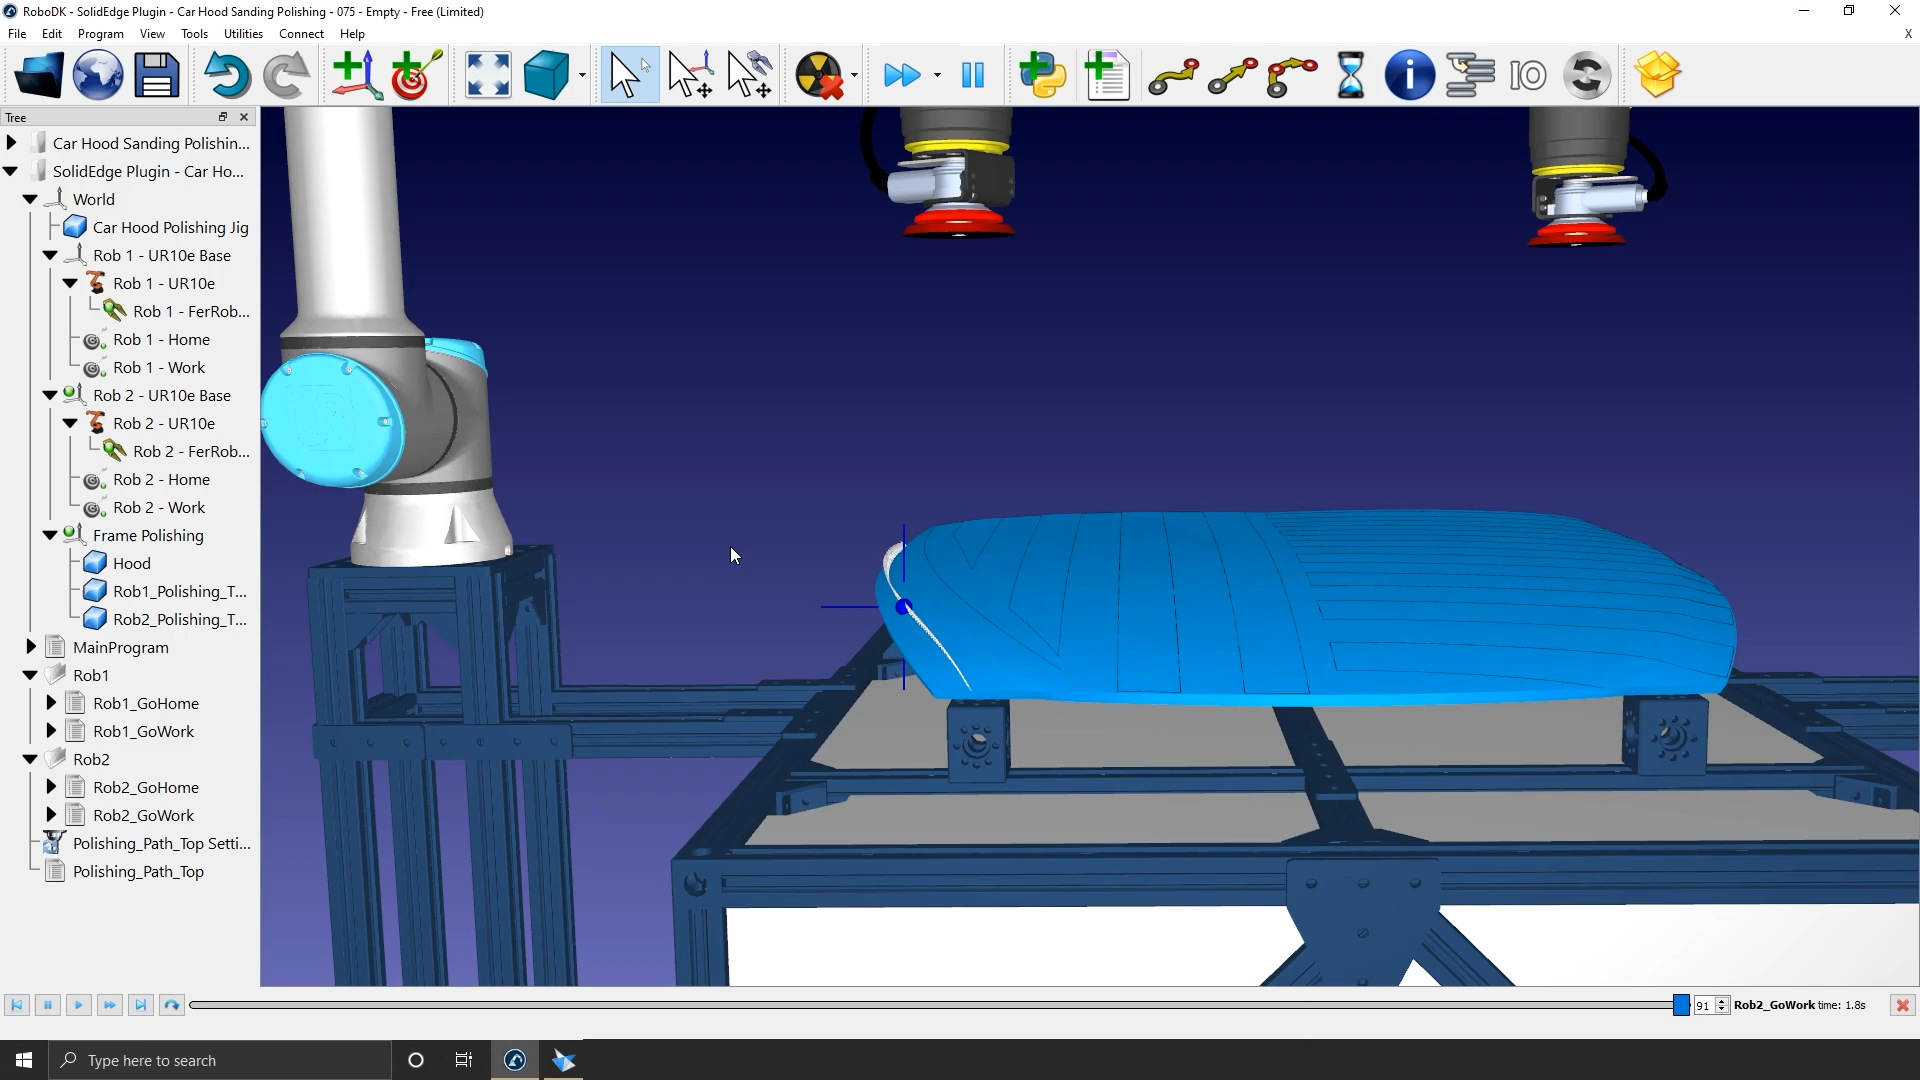 RoboDK - SolidEdge Plugin - Car Hood Sanding Polishing - 075 - Empty - Free (Limited)
File Edit Program View Tools Utilities Connect Help
X
IO
Tree
Car Hood Sanding Polishin...
SolidEdge Plugin - Car Ho...
World
Car Hood Polishing Jig
Rob 1 - UR10e Base
Rob 1 - UR10e
Rob 1 - FerRob...
Rob 1 - Home
Rob 1 - Work
Rob 2 - UR10e Base
Rob 2 - UR10e
Rob 2 - FerRob...
Rob 2 - Home
Rob 2 - Work
Frame Polishing
Hood
Rob1_Polishing_T...
Rob2_Polishing_T...
MainProgram
Rob1
Rob1_GoHome
Rob1_GoWork
Rob2
Rob2_GoHome
Rob2_GoWork
Polishing_Path_Top Setti...
Polishing_Path_Top
91 Rob2_GoWork time: 1.8s
Type here to search